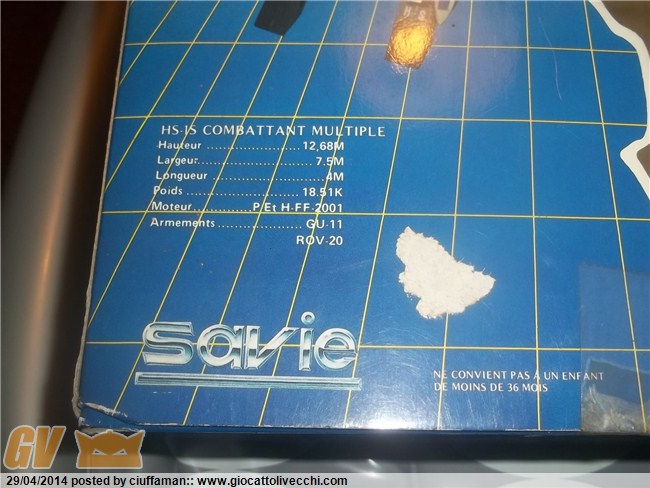 HS-IS COMBATTANT MULTIPLE
Hauteur ...................... 12,68M
Largeur......................... 7.5M
Longueur ....................... 4M
Poids ........................ 18.51K
Moteur.............P.Et H-FF-2001
Armements .................... GU-11
ROV-20
savie
NE CONVIENT PAS À UN ENFANT
DE MOINS DE 36 MOIS
GV
29/04/2014 posted by ciuffaman:: www.giocattolivecchi.com